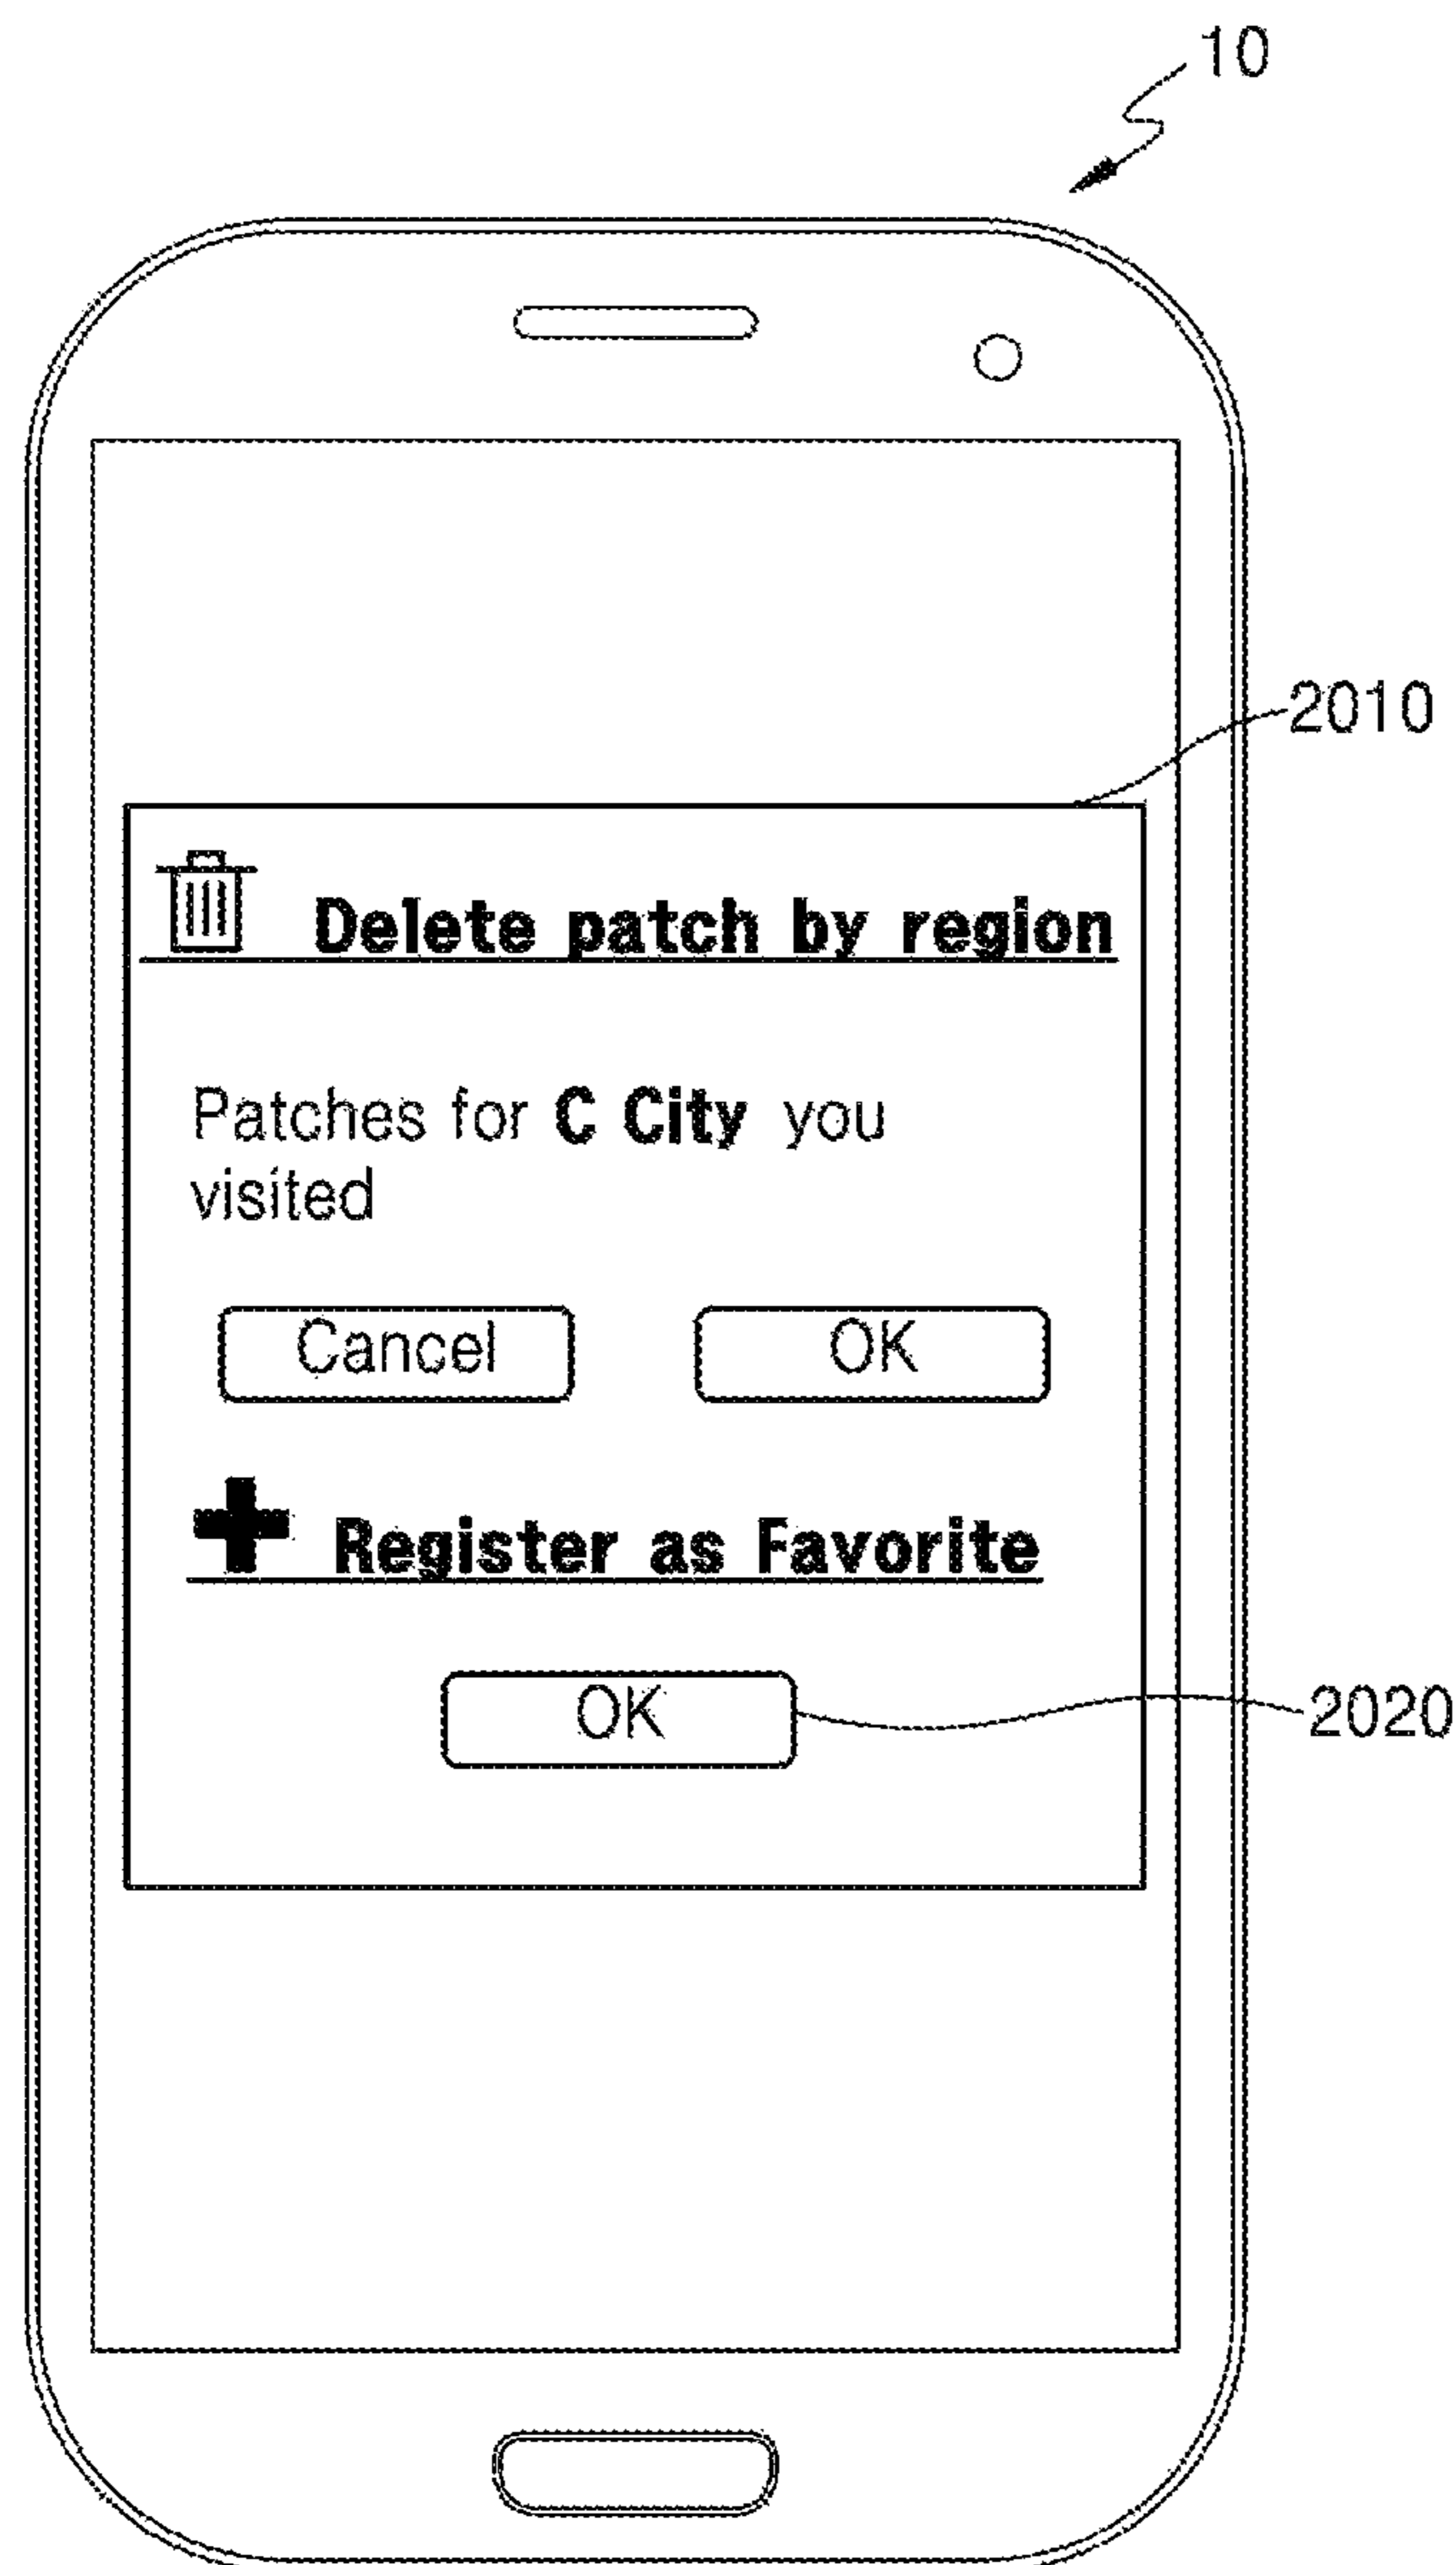 10
2010
Delete patch by region
Patches for C City you
visited
Cancel OK
Register as Favorite
OK
2020